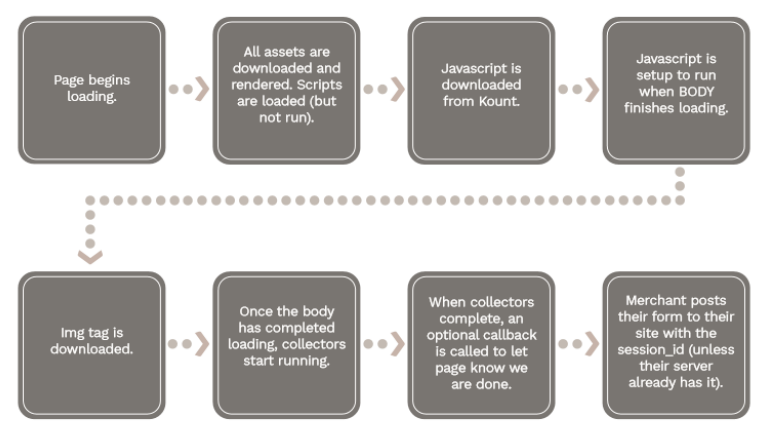 Page begins
loading.
All assets are
downloaded and
rendered. Scripts
are loaded (but
not run).
Javascript is
downloaded
from Kount.
Javascript is
setup to run
when BODY
finishes loading.
Img tag is
downloaded.
Once the body
has completed
loading, collectors
start running.
When collectors
complete, an
optional callback
is called to let
page know we
are done.
Merchant posts
their form to their
site with the
session_id (unless
their server
already has it).